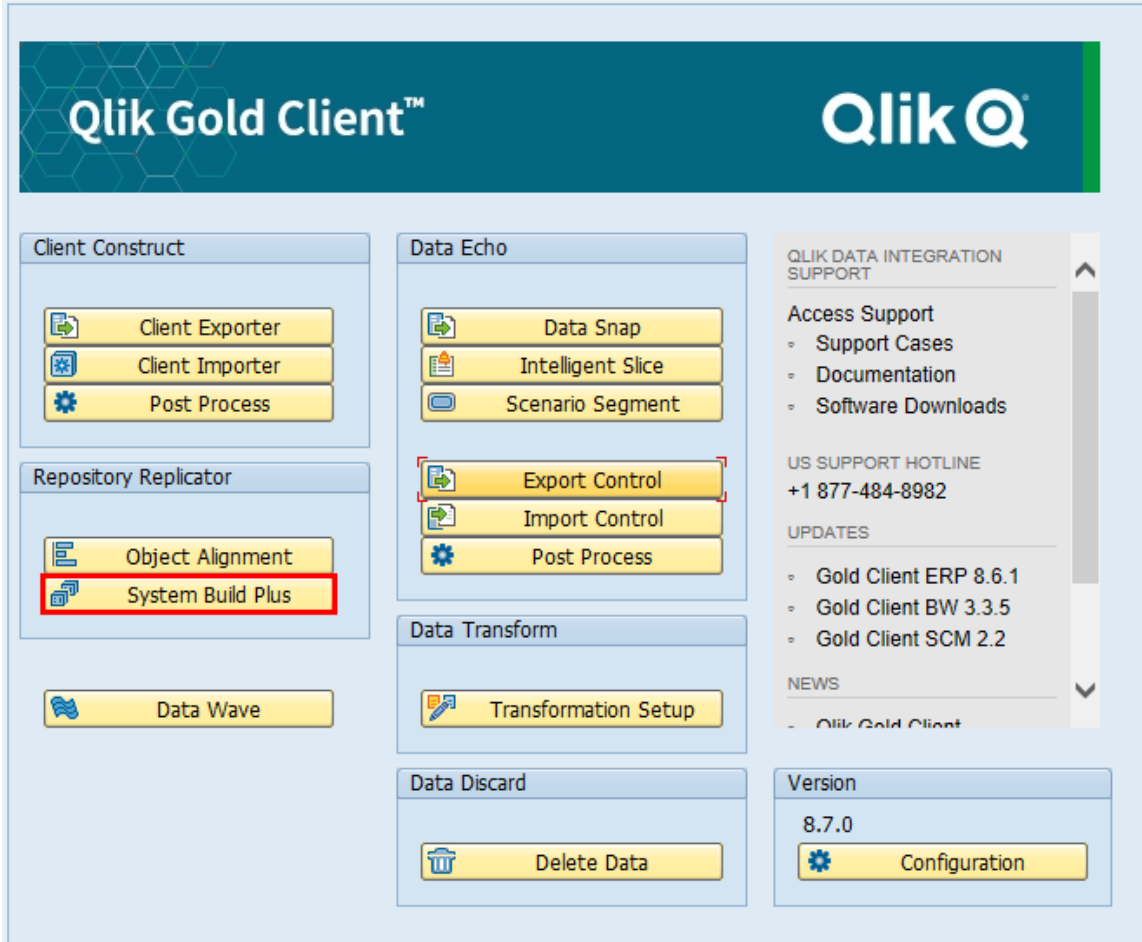 Qlik Gold Client™
Qlik
Client Construct
Client Exporter
Client Importer
Post Process
Repository Replicator
Object Alignment
System Build Plus
Data Wave
Data Echo
Data Snap
Intelligent Slice
Scenario Segment
Export Control
Import Control
Post Process
Data Transform
Transformation Setup
Data Discard
Delete Data
QLIK DATA INTEGRATION
SUPPORT
Access Support
Support Cases
Documentation
Software Downloads
US SUPPORT HOTLINE
+1 877-484-8982
UPDATES
Gold Client ERP 8.6.1
Gold Client BW 3.3.5
Gold Client SCM 2.2
NEWS
Qlik Gold Client
Version
8.7.0
Configuration